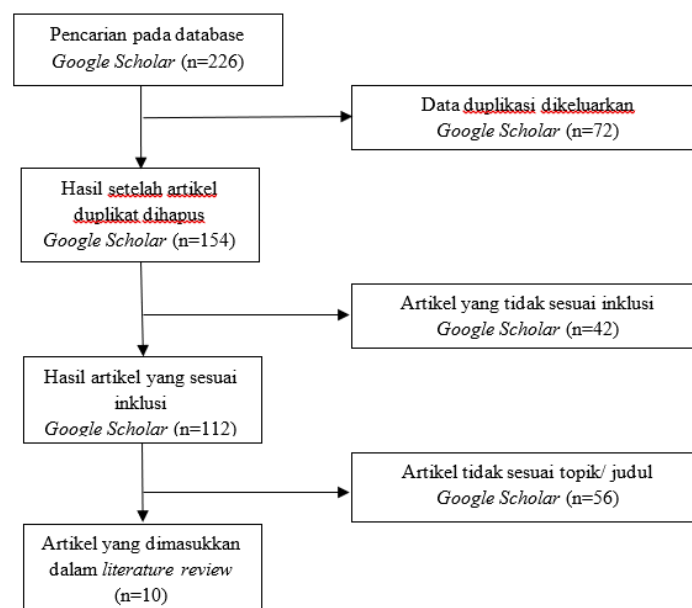 Pencarian pada database
Google Scholar (n=226)
Data duplikasi dikeluarkan
Google Scholar (n=72)
Hasil setelah artikel
duplikat dihapus
Google Scholar (n=154)
Artikel yang tidak sesuai inklusi
Google Scholar (n=42)
Hasil artikel yang sesuai
inklusi
Google Scholar (n=112)
Artikel tidak sesuai topik/ judul
Google Scholar (n=56)
Artikel yang dimasukkan
dalam literature review
(n=10)